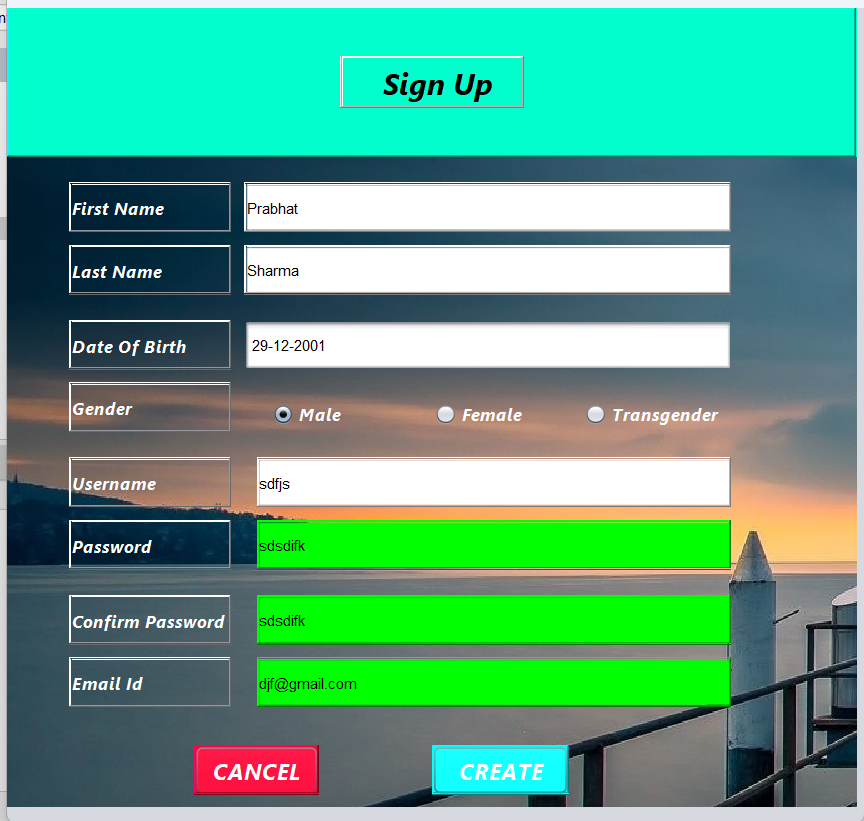 Sign Up
First Name Prabhat
Last Name Sharma
Date Of Birth 29-12-2001
Gender Male Female Transgender
Username sdfjs
Password sdsdifk
Confirm Password sdsdifk
Email Id djf@gmail.com
CANCEL CREATE